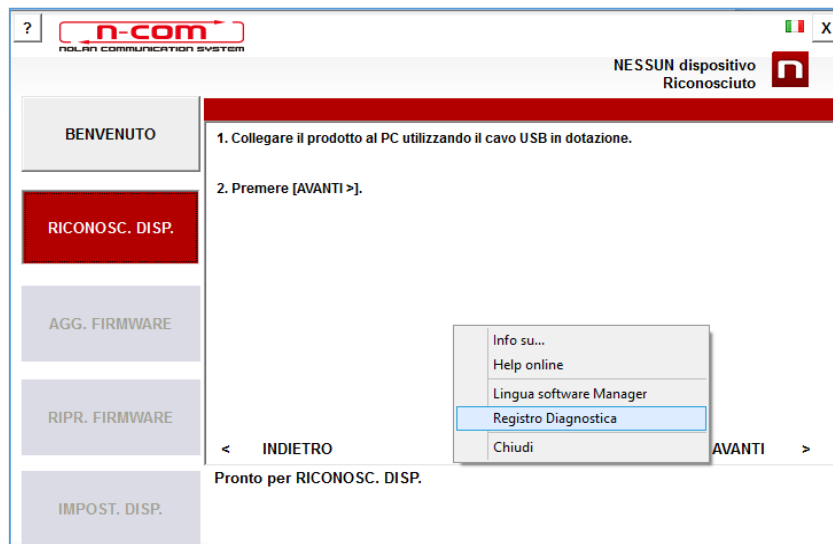 ?
n-com
NOLAN COMMUNICATION SYSTEM
X
NESSUN dispositivo
Riconosciuto
n
BENVENUTO
RICONOSC. DISP.
AGG. FIRMWARE
RIPR. FIRMWARE
IMPOST. DISP.
1. Collegare il prodotto al PC utilizzando il cavo USB in dotazione.
2. Premere [AVANTI >].
Info su...
Help online
Lingua software Manager
Registro Diagnostica
Chiudi
< INDIETRO
AVANTI >
Pronto per RICONOSC. DISP.